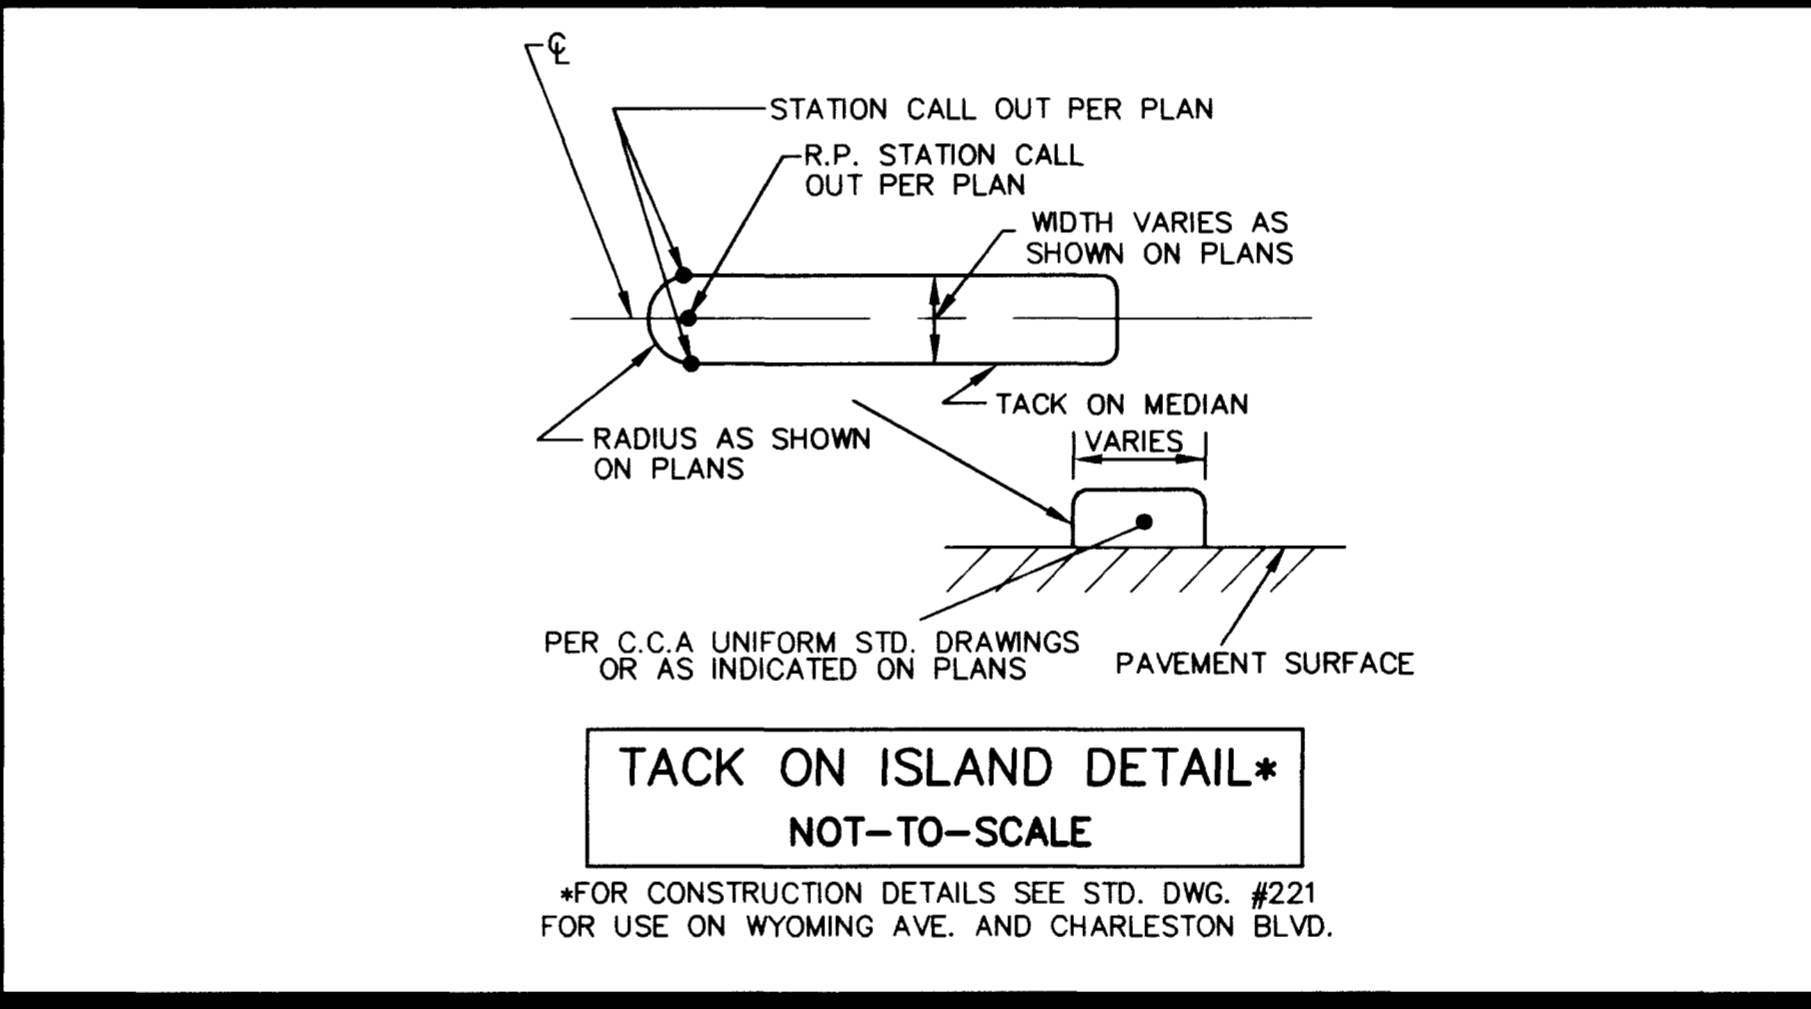 ℄
STATION CALL OUT PER PLAN
R.P. STATION CALL
OUT PER PLAN
WIDTH VARIES AS
SHOWN ON PLANS
TACK ON MEDIAN
RADIUS AS SHOWN
ON PLANS
VARIES
PER C.C.A UNIFORM STD. DRAWINGS
OR AS INDICATED ON PLANS
PAVEMENT SURFACE
TACK ON ISLAND DETAIL*
NOT-TO-SCALE
*FOR CONSTRUCTION DETAILS SEE STD. DWG. #221
FOR USE ON WYOMING AVE. AND CHARLESTON BLVD.